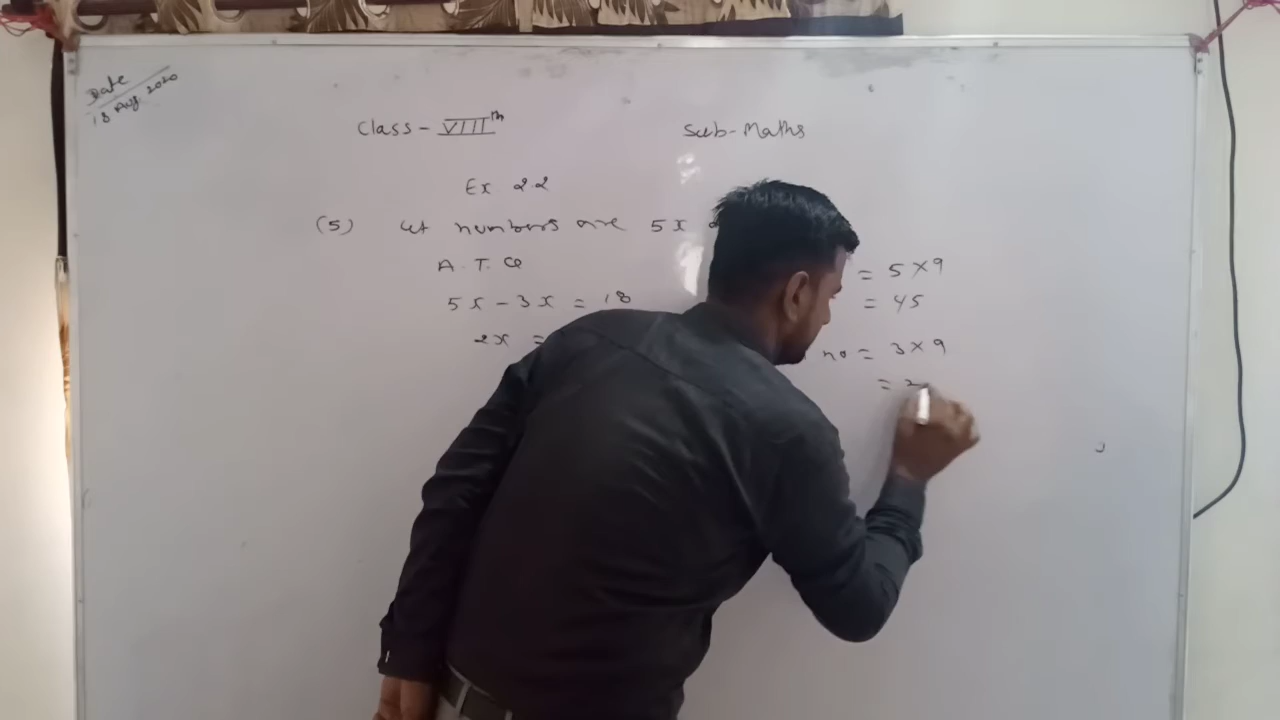 Date
18 Aug 2020
Class - VIIIth
Sub - Maths
Ex 2.2
(5) Let numbers are 5x
A. T. Q
5x - 3x = 18
2x =
= 5 × 9
= 45
no = 3 × 9
=